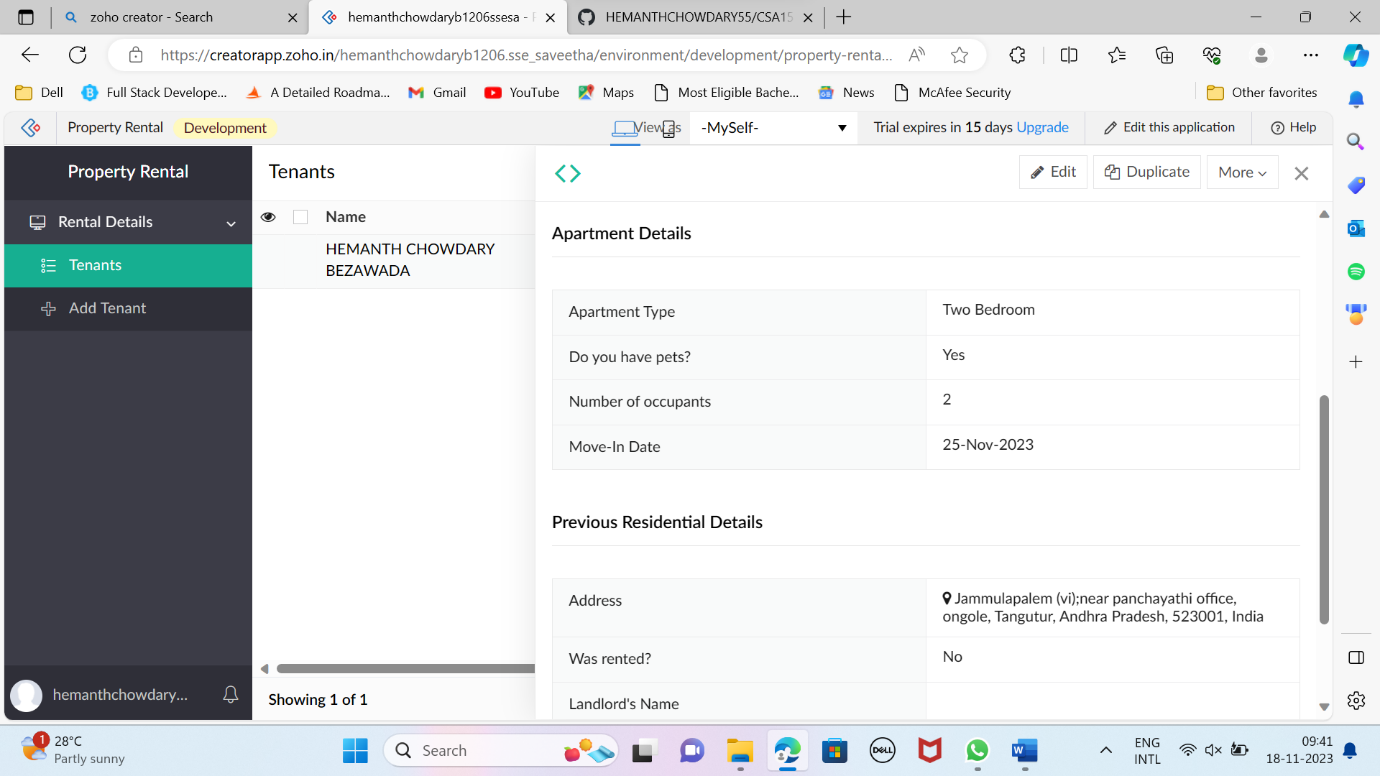 zoho creator - Search
hemanthchowdaryb1206ssesa - 
HEMANTHCHOWDARY55/CSA15
https://creatorapp.zoho.in/hemanthchowdaryb1206.sse_saveetha/environment/development/property-renta...
Dell
Full Stack Develope...
A Detailed Roadma...
Gmail
YouTube
Maps
Most Eligible Bache...
News
McAfee Security
Other favorites
Property Rental
Development
View as
-MySelf-
Trial expires in 15 days Upgrade
Edit this application
Help
Property Rental
Rental Details
Tenants
Add Tenant
hemanthchowdary...
Tenants
Name
HEMANTH CHOWDARY
BEZAWADA
Showing 1 of 1
Edit
Duplicate
More
Apartment Details
Apartment Type
Two Bedroom
Do you have pets?
Yes
Number of occupants
2
Move-In Date
25-Nov-2023
Previous Residential Details
Address
Jammulapalem (vi);near panchayathi office,
ongole, Tangutur, Andhra Pradesh, 523001, India
Was rented?
No
Landlord's Name
1
28°C
Partly sunny
Search
DELL
ENG
INTL
09:41
18-11-2023